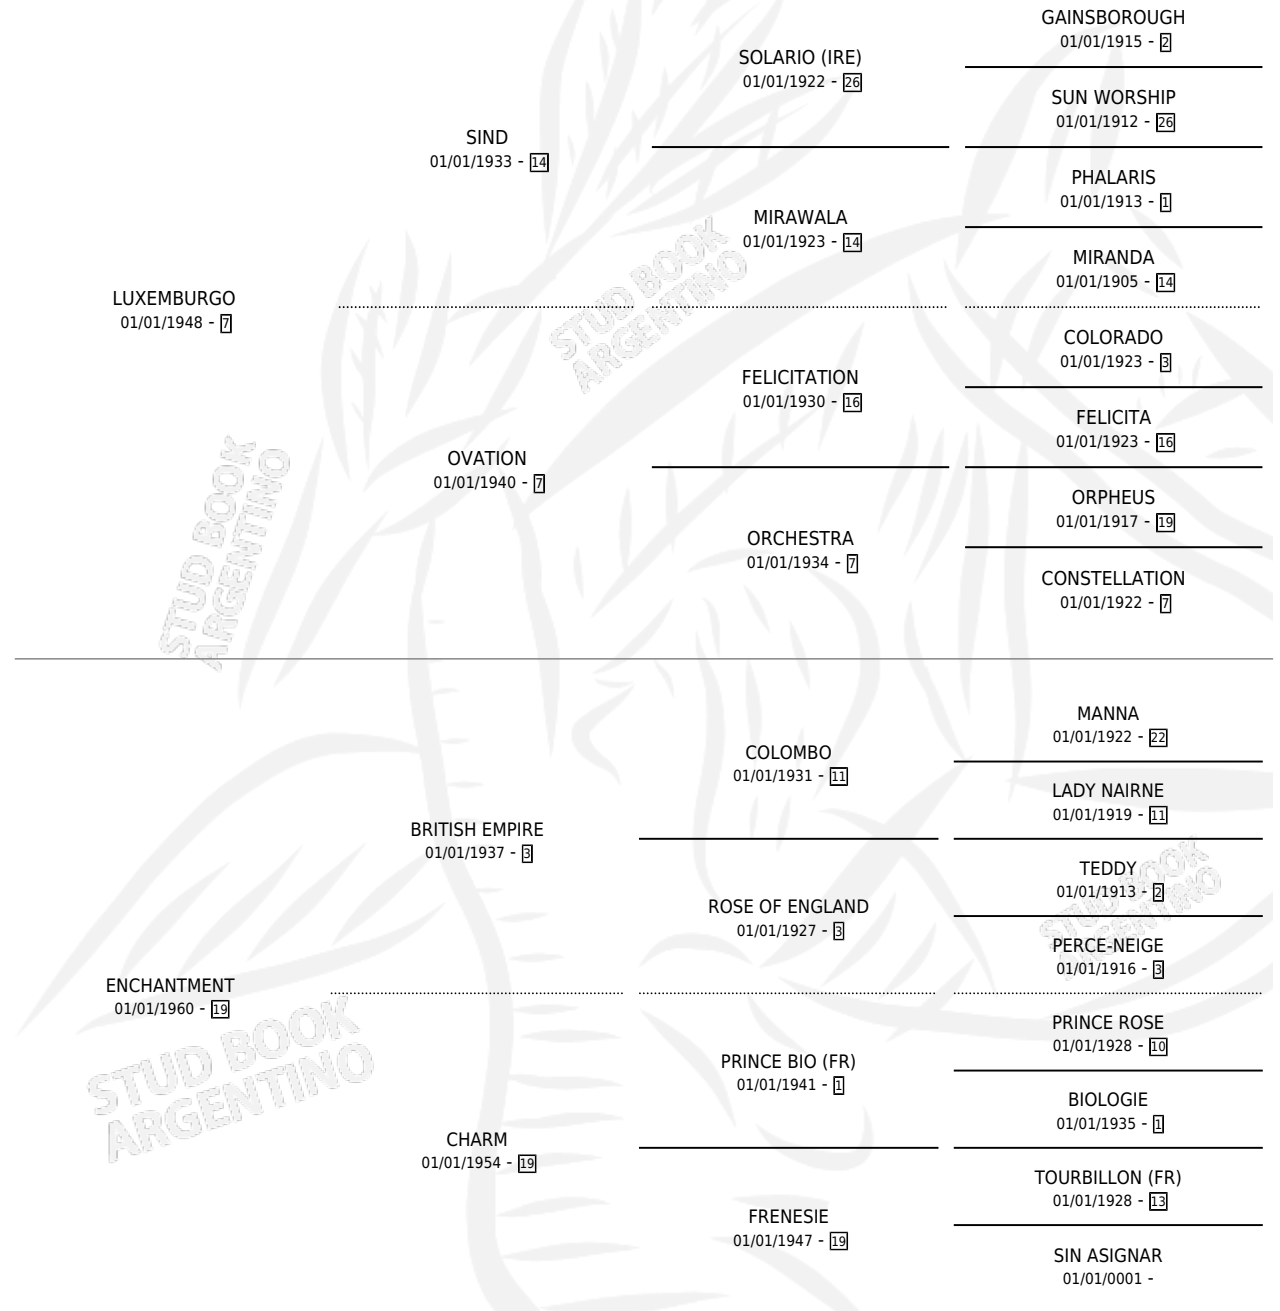 GAINSBOROUGH
01/01/1915 - 2
SOLARIO (IRE)
01/01/1922 - 26
SUN WORSHIP
01/01/1912 - 26
SIND
01/01/1933 - 14
PHALARIS
01/01/1913 - 1
MIRAWALA
01/01/1923 - 14
MIRANDA
01/01/1905 - 14
LUXEMBURGO
01/01/1948 - 7
COLORADO
01/01/1923 - 3
FELICITATION
01/01/1930 - 16
FELICITA
01/01/1923 - 16
OVATION
01/01/1940 - 7
ORPHEUS
01/01/1917 - 19
ORCHESTRA
01/01/1934 - 7
CONSTELLATION
01/01/1922 - 7
STUD BOOK
ARGENTINO
STUD BOOK
ARGENTINO
MANNA
01/01/1922 - 22
COLOMBO
01/01/1931 - 11
LADY NAIRNE
01/01/1919 - 11
BRITISH EMPIRE
01/01/1937 - 3
TEDDY
01/01/1913 - 2
ROSE OF ENGLAND
01/01/1927 - 3
PERCE-NEIGE
01/01/1916 - 3
ENCHANTMENT
01/01/1960 - 19
PRINCE ROSE
01/01/1928 - 10
PRINCE BIO (FR)
01/01/1941 - 1
BIOLOGIE
01/01/1935 - 1
CHARM
01/01/1954 - 19
TOURBILLON (FR)
01/01/1928 - 13
FRENESIE
01/01/1947 - 19
SIN ASIGNAR
01/01/0001 -
STUD BOOK
ARGENTINO
STUD BOOK
ARGENTINO